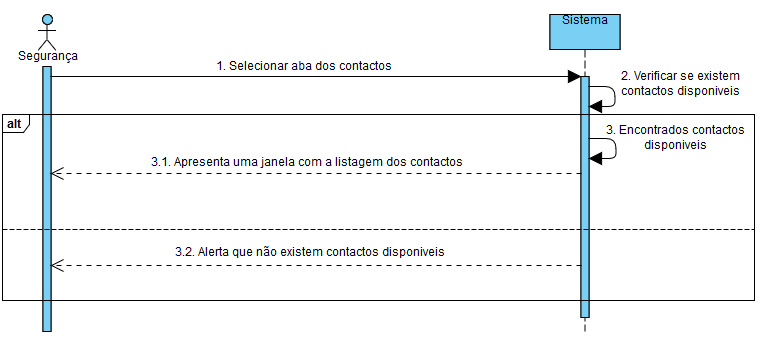 Segurança
Sistema
1. Selecionar aba dos contactos
2. Verificar se existem
contactos disponiveis
alt
3. Encontrados contactos
disponiveis
3.1. Apresenta uma janela com a listagem dos contactos
3.2. Alerta que não existem contactos disponiveis